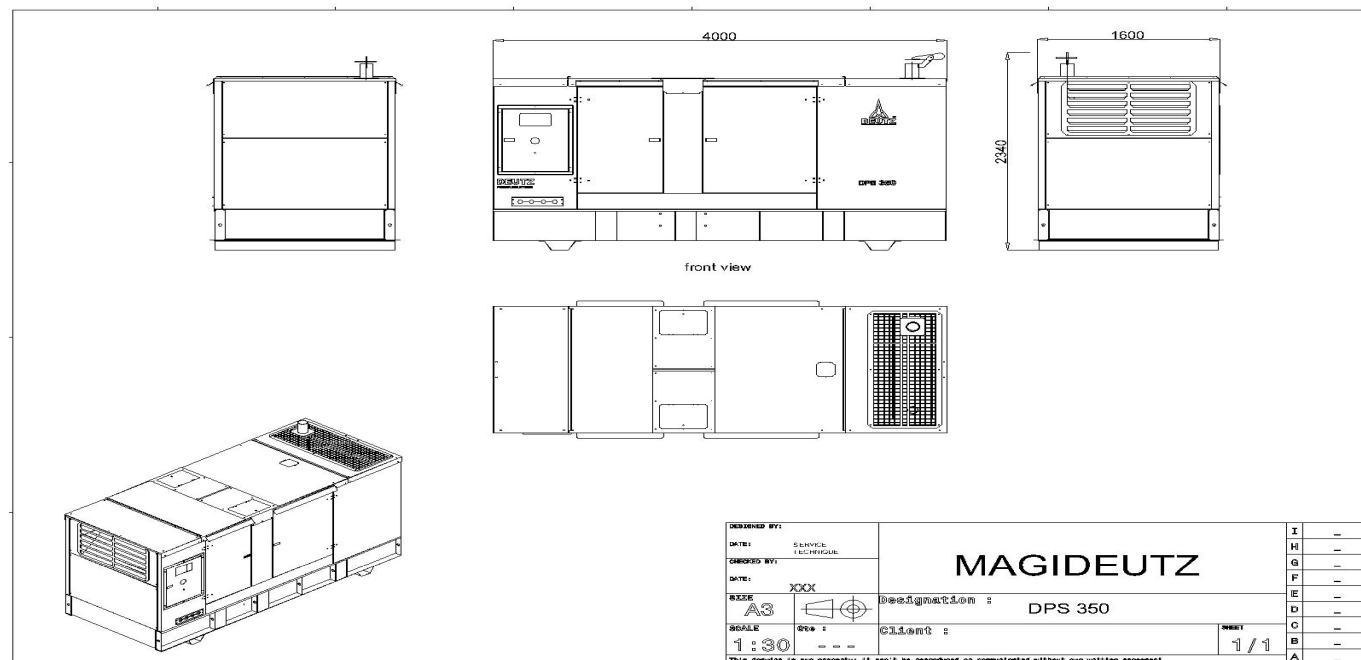 4000
1600
2340
DEUTZ
DEUTZ
DPS 350
front view
DESIGNED BY:
DATE: SERVICE TECHNIQUE
CHECKED BY:
DATE:
XXX
MAGIDEUTZ
SIZE
A3
Designation : DPS 350
SCALE
1:30
Qte :
- - -
Client :
SHEET
1/1
I -
H -
G -
F -
E -
D -
C -
B -
A -